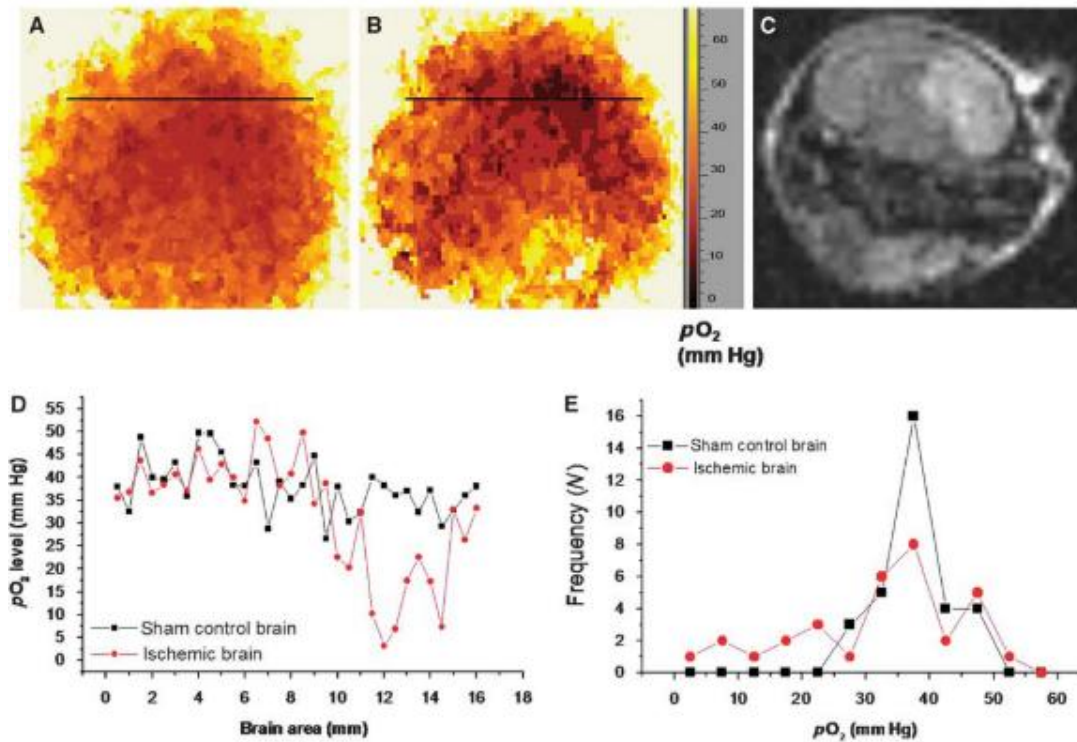 A
B
60
50
40
30
20
10
0
C
pO₂
(mm Hg)
D
pO₂ level (mm Hg)
55
50
45
40
35
30
25
20
15
10
5
0
Sham control brain
Ischemic brain
0 2 4 6 8 10 12 14 16 18
Brain area (mm)
E
Frequency (N)
16
14
12
10
8
6
4
2
0
Sham control brain
Ischemic brain
0 10 20 30 40 50 60
pO₂ (mm Hg)